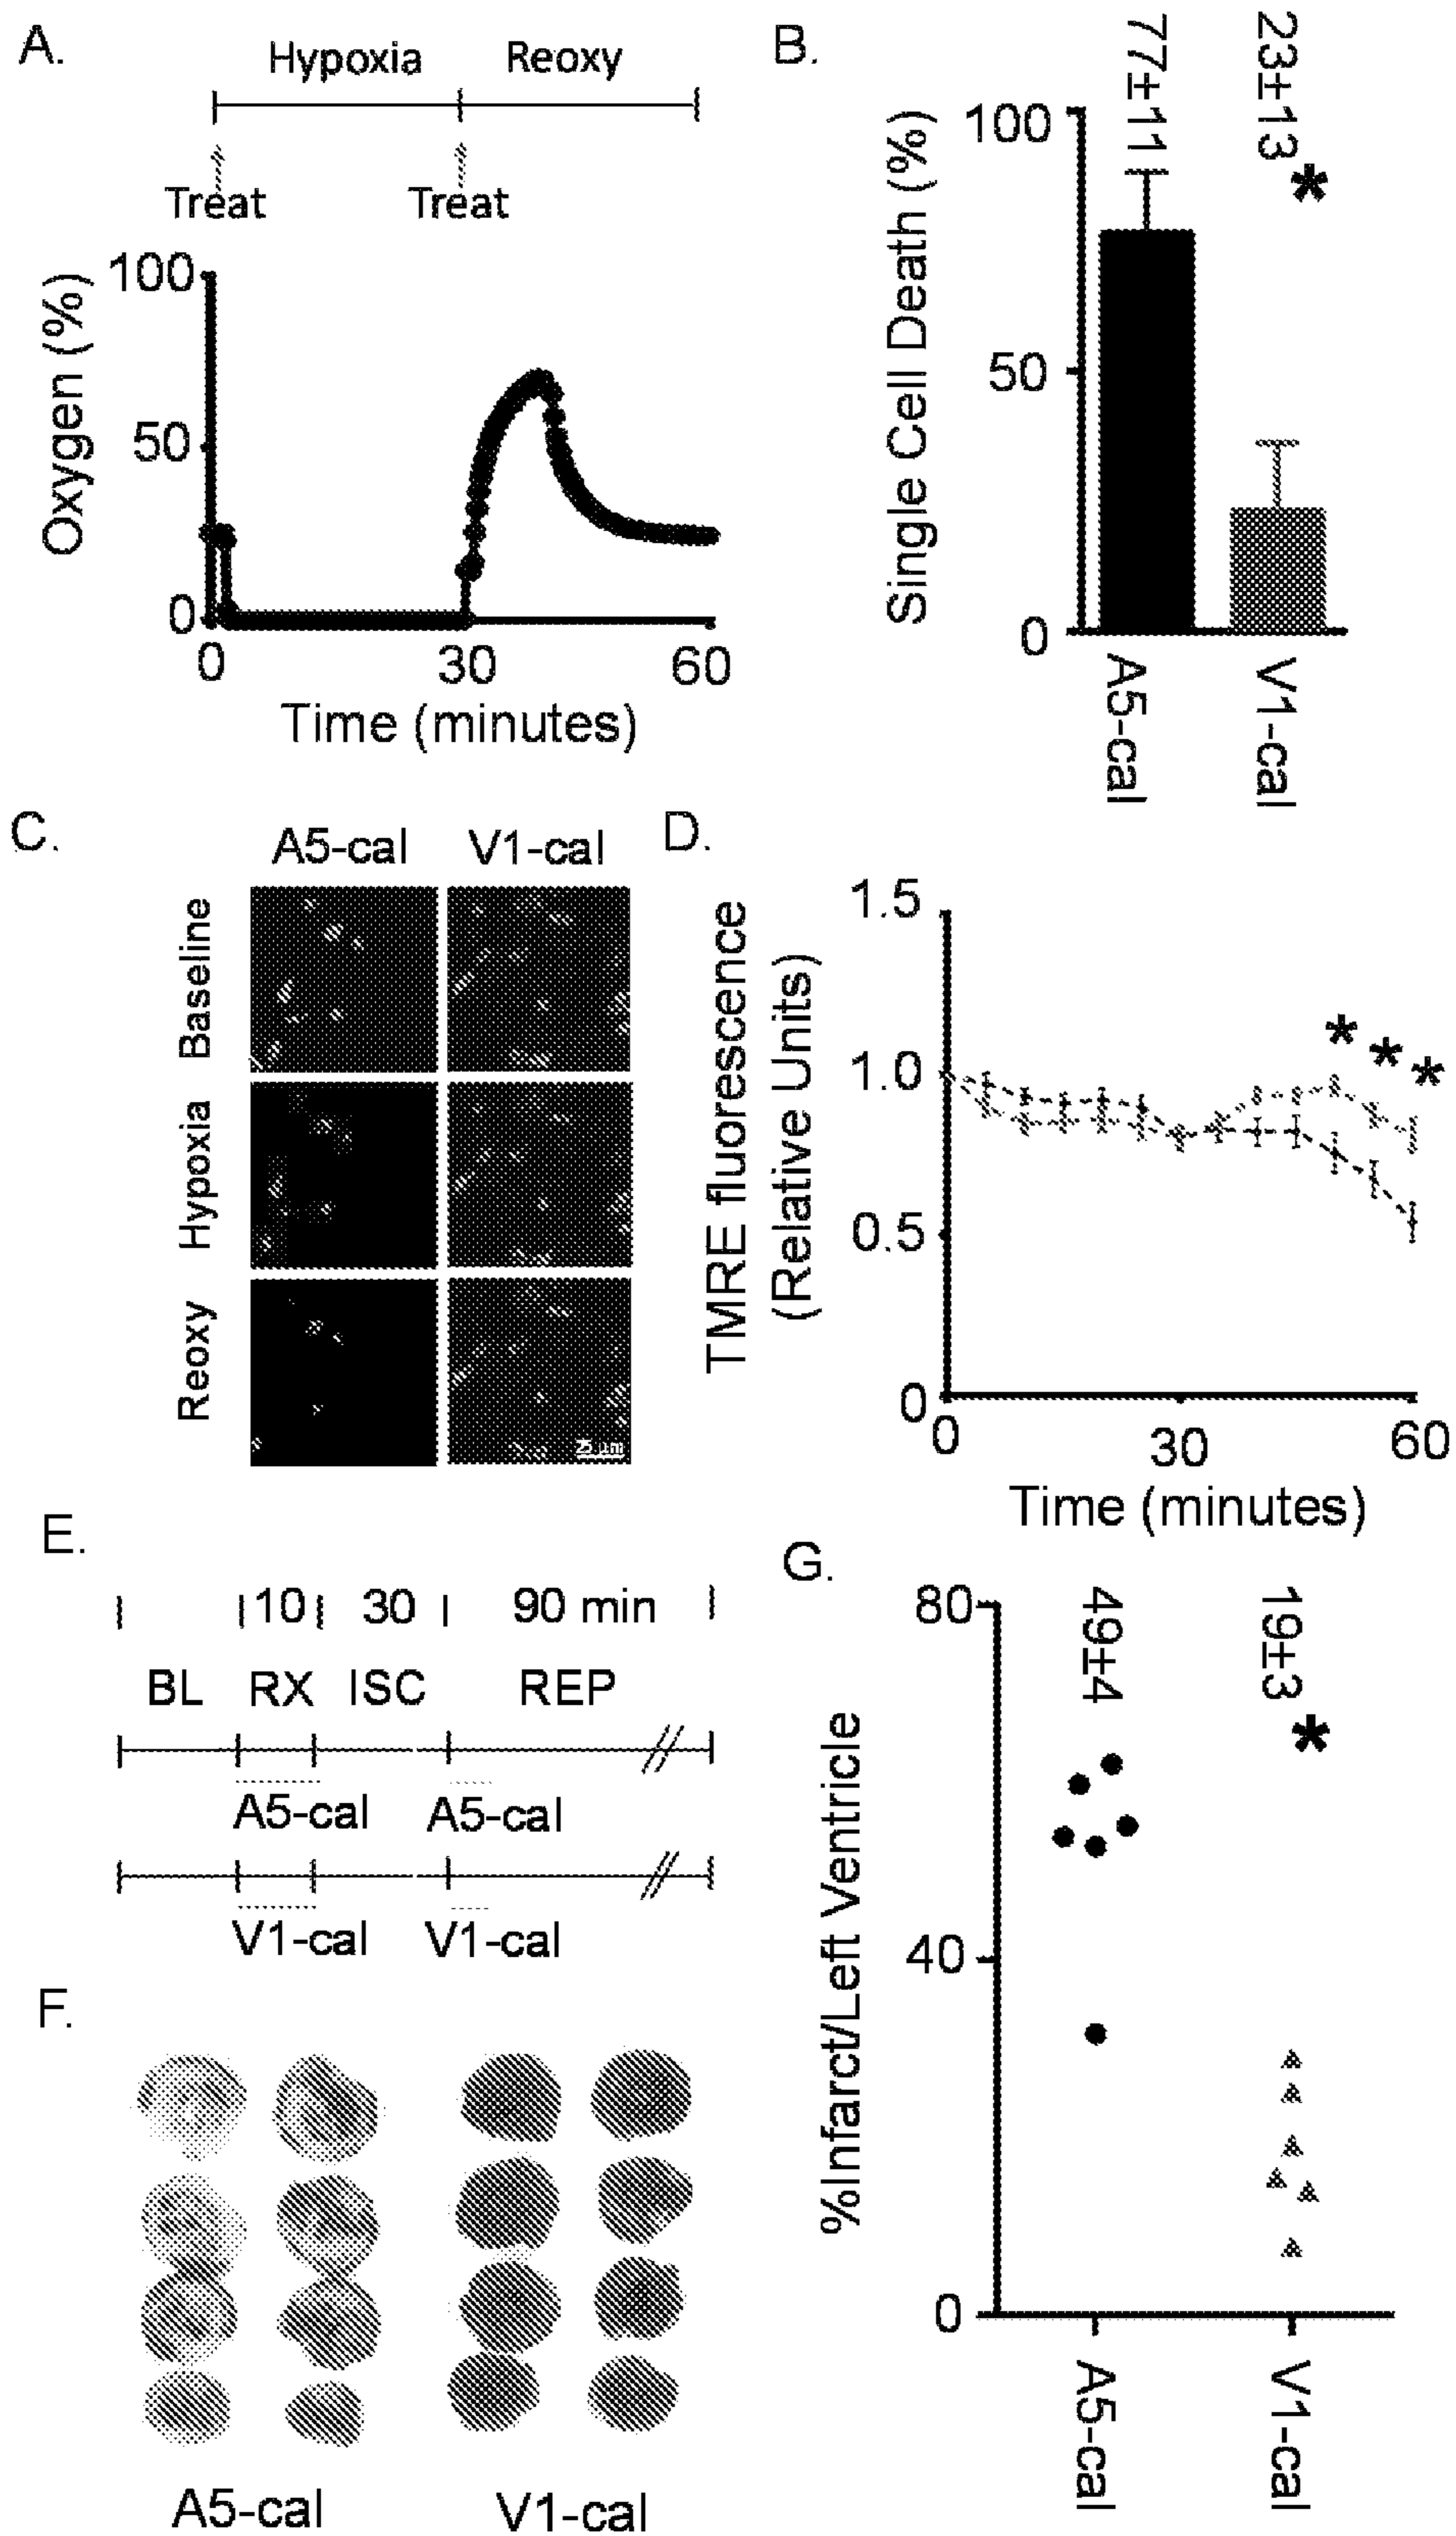 A.
Hypoxia Reoxy
Treat Treat
100
50
0
Oxygen (%)
0 30 60
Time (minutes)
B.
77±11
23±13
*
100
50
0
Single Cell Death (%)
A5-cal
V1-cal
C.
A5-cal V1-cal
Baseline
Hypoxia
Reoxy
25 µm
D.
1.5
1.0
0.5
0
TMRE fluorescence
(Relative Units)
* * *
0 30 60
Time (minutes)
E.
10 30 90 min
BL RX ISC REP
A5-cal A5-cal
V1-cal V1-cal
F.
A5-cal V1-cal
G.
49±4
19±3
*
80
40
0
%Infarct/Left Ventricle
A5-cal
V1-cal